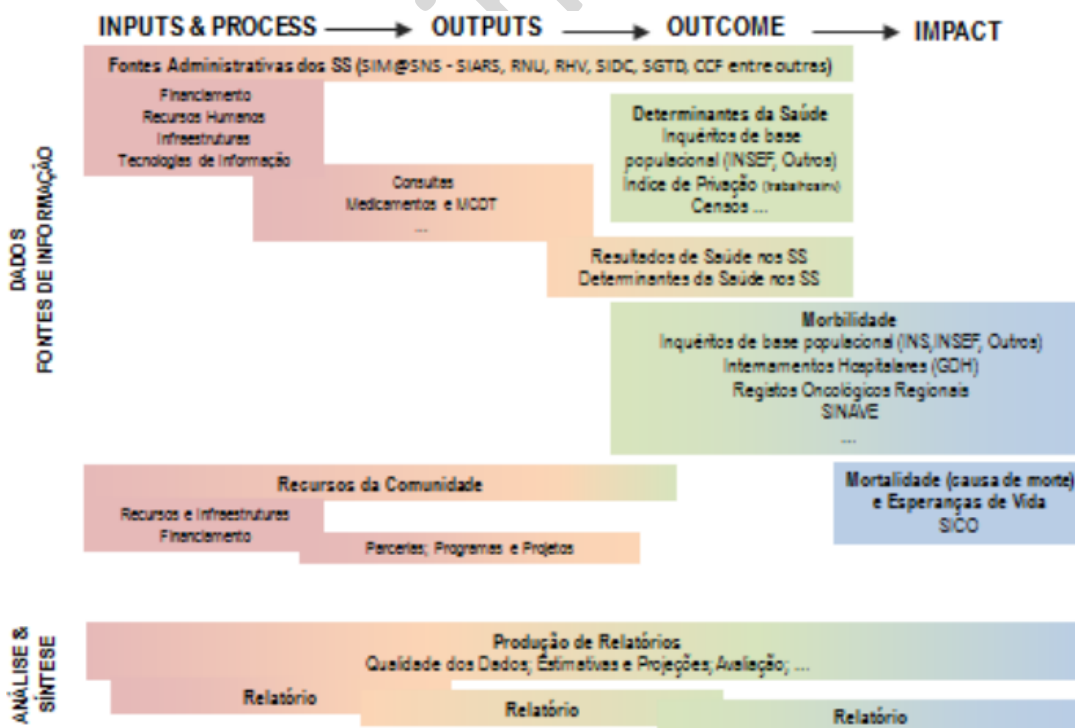 INPUTS & PROCESS OUTPUTS OUTCOME IMPACT
Fontes Administrativas dos SS (SIM@SNS - SIARS, RNU, RHV, SIDC, SGTD, CCF entre outras)
Financiamento
Recursos Humanos
Infraestruturas
Tecnologias de Informação
Determinantes da Saúde
Inquéritos de base
populacional (INSEF, Outros)
Índice de Privação
Censos ...
Consultas
Medicamentos e MCDT
...
Resultados de Saúde nos SS
Determinantes da Saúde nos SS
Morbilidade
Inquéritos de base populacional (INS,INSEF, Outros)
Internamentos Hospitalares (GDH)
Registos Oncológicos Regionais
SINAVE
....
DADOS
FONTES DE INFORMAÇÃO
Recursos da Comunidade
Recursos e Infraestruturas
Financiamento
Parcerias; Programas e Projetos
Mortalidade (causa de morte)
e Esperanças de Vida
SICO
ANÁLISE &
SÍNTESE
Produção de Relatórios
Qualidade dos Dados; Estimativas e Projeções; Avaliação; ...
Relatório
Relatório
Relatório